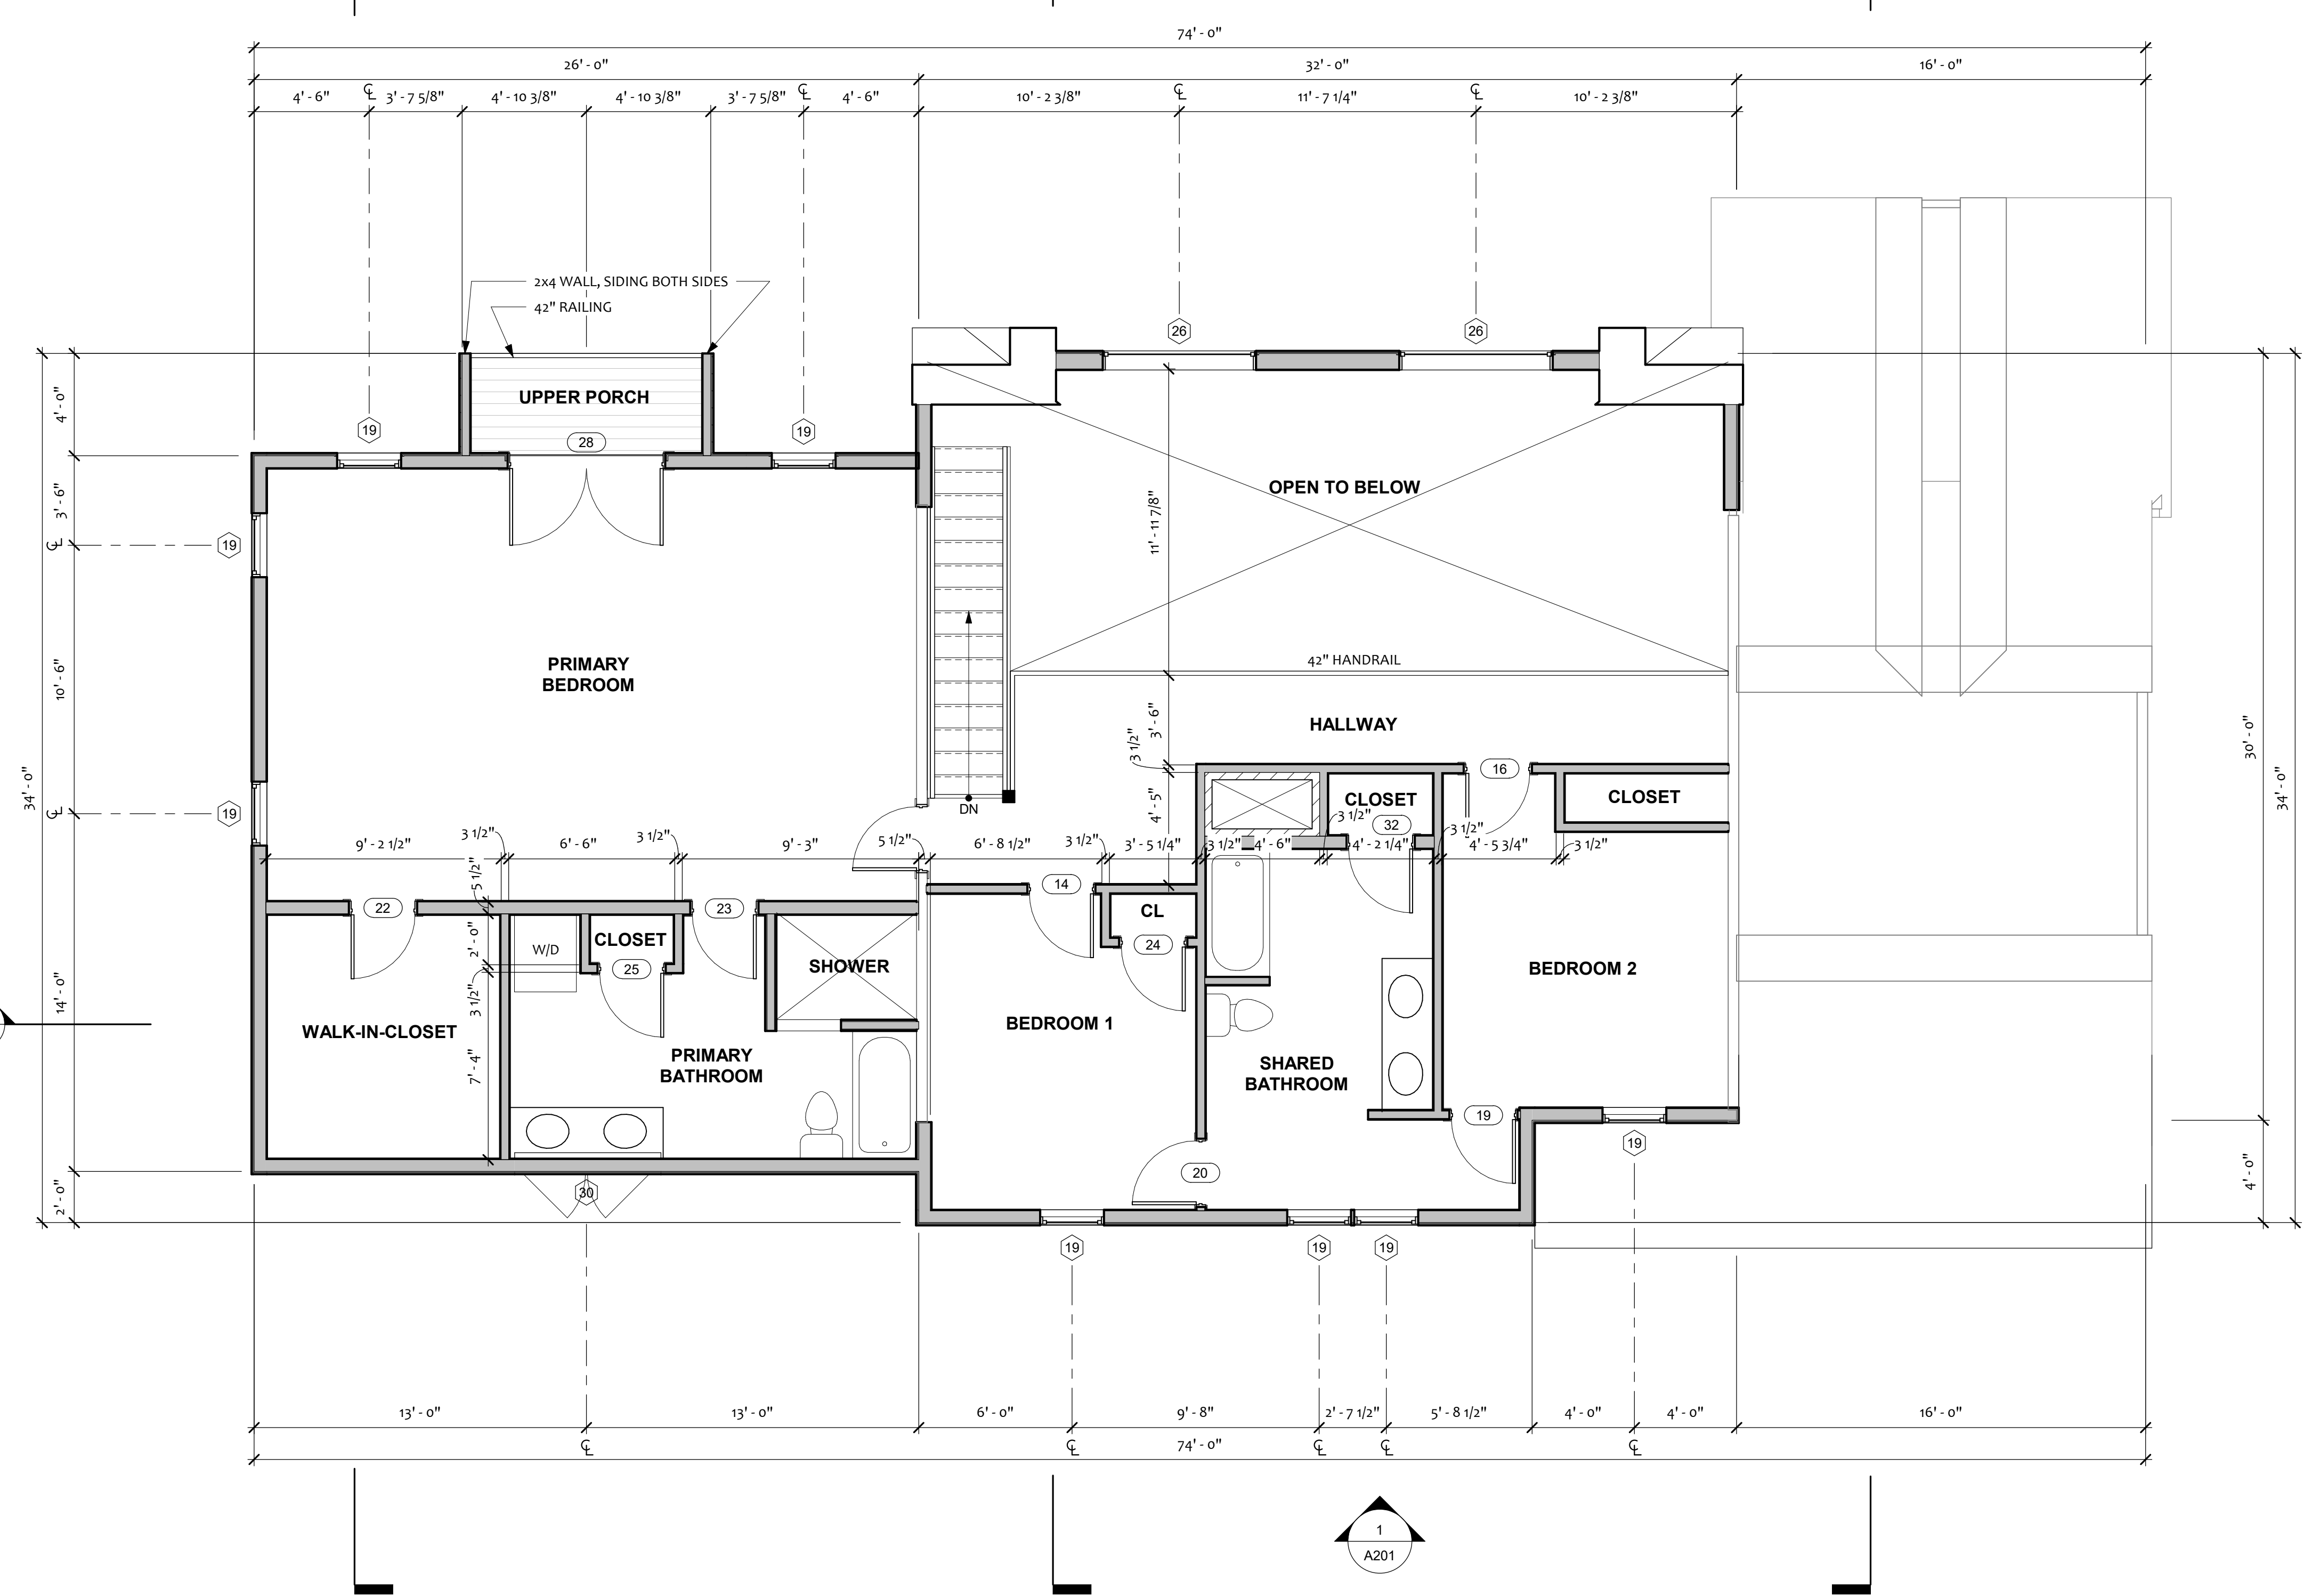 74' - 0"
26' - 0"
32' - 0"
16' - 0"
4' - 6"
℄
3' - 7 5/8"
4' - 10 3/8"
4' - 10 3/8"
3' - 7 5/8"
℄
4' - 6"
10' - 2 3/8"
℄
11' - 7 1/4"
℄
10' - 2 3/8"
2x4 WALL, SIDING BOTH SIDES
42" RAILING
26
26
4' - 0"
UPPER PORCH
19
28
19
3' - 6"
OPEN TO BELOW
11' - 11 7/8"
℄
19
PRIMARY
BEDROOM
42" HANDRAIL
10' - 6"
3' - 6"
HALLWAY
30' - 0"
34' - 0"
34' - 0"
3 1/2"
16
℄
19
DN
4' - 5"
CLOSET
32
CLOSET
9' - 2 1/2"
3 1/2"
6' - 6"
3 1/2"
9' - 3"
5 1/2"
6' - 8 1/2"
3 1/2"
3' - 5 1/4"
3 1/2"
4' - 6"
3 1/2"
4' - 2 1/4"
3 1/2"
4' - 5 3/4"
3 1/2"
5 1/2"
22
23
14
CL
24
2' - 0"
W/D
CLOSET
25
SHOWER
BEDROOM 2
14' - 0"
3 1/2"
WALK-IN-CLOSET
BEDROOM 1
7' - 4"
PRIMARY
BATHROOM
SHARED
BATHROOM
19
19
20
4' - 0"
2' - 0"
30
19
19
19
13' - 0"
13' - 0"
6' - 0"
9' - 8"
2' - 7 1/2"
5' - 8 1/2"
4' - 0"
4' - 0"
16' - 0"
℄
℄
74' - 0"
℄
℄
℄
1
A201